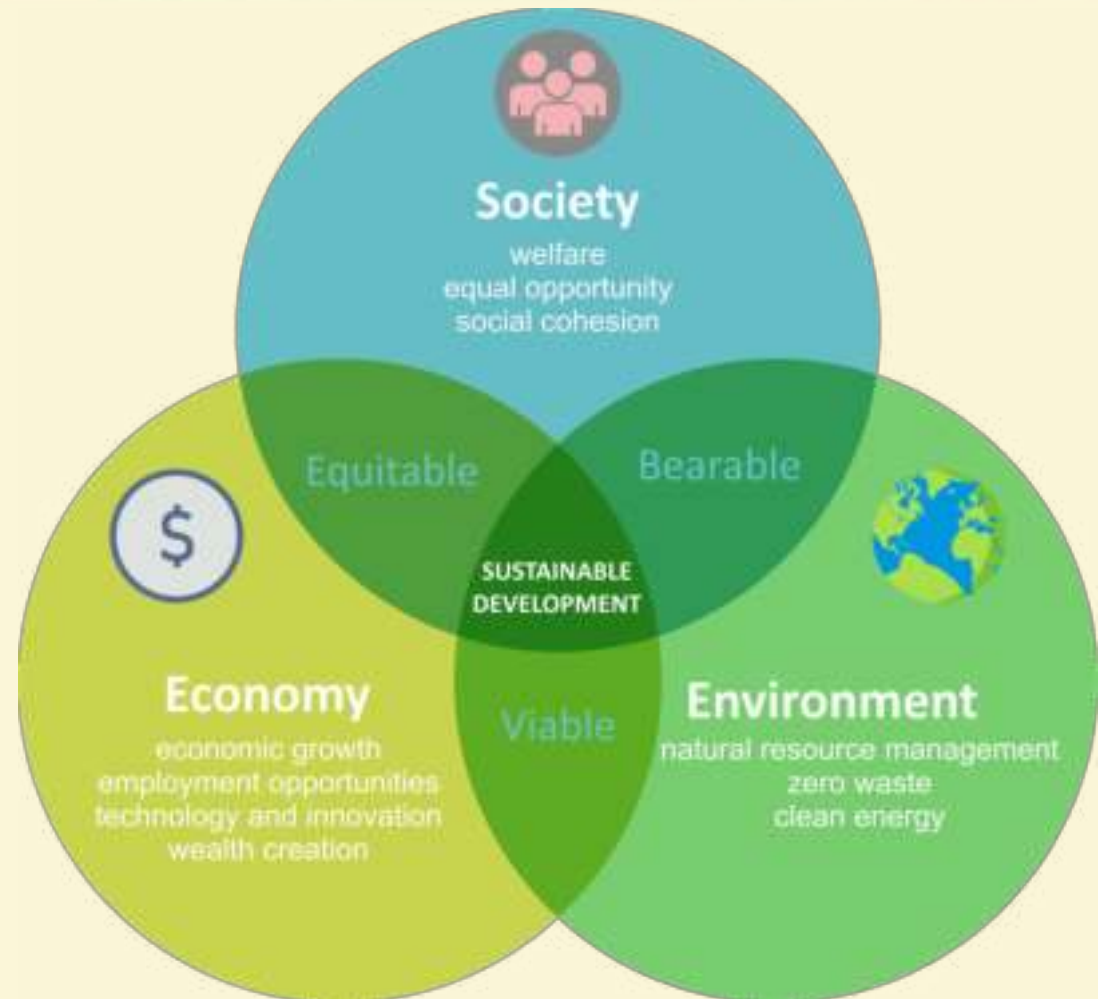 Society
welfare
equal opportunity
social cohesion
Equitable
Bearable
$
SUSTAINABLE
DEVELOPMENT
Economy
economic growth
employment opportunities
technology and innovation
wealth creation
Viable
Environment
natural resource management
zero waste
clean energy